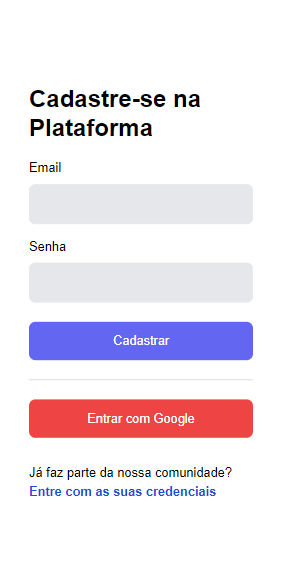 Cadastre-se na
Plataforma
Email
Senha
Cadastrar
Entrar com Google
Já faz parte da nossa comunidade?
Entre com as suas credenciais